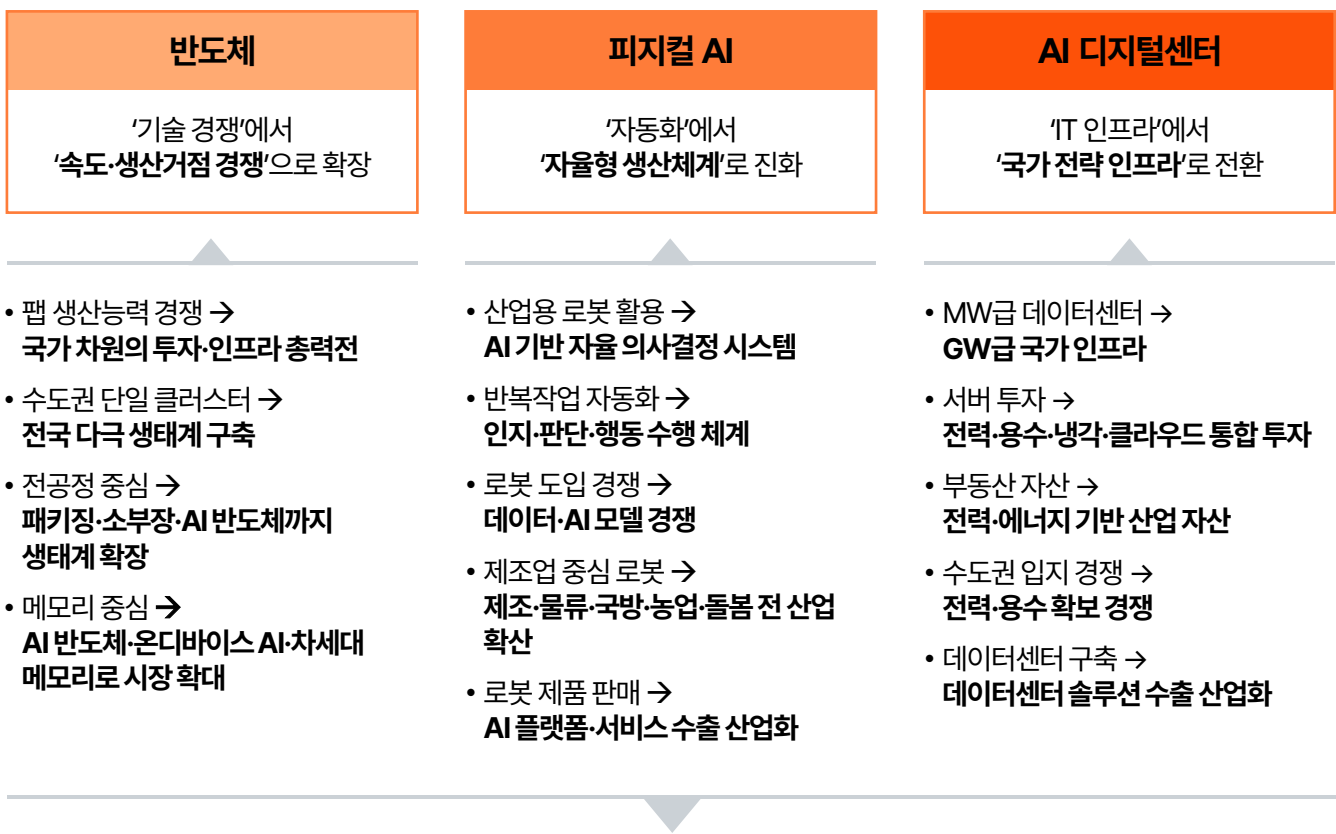 반도체
'기술 경쟁'에서
'속도·생산거점 경쟁'으로 확장
• 팹 생산능력 경쟁 →
국가 차원의 투자·인프라 총력전
• 수도권 단일 클러스터 →
전국 다극 생태계 구축
• 전공정 중심 →
패키징·소부장·AI 반도체까지
생태계 확장
• 메모리 중심 →
AI 반도체·온디바이스 AI·차세대
메모리로 시장 확대
피지컬 AI
'자동화'에서
'자율형 생산체계'로 진화
• 산업용 로봇 활용 →
AI 기반 자율 의사결정 시스템
• 반복작업 자동화 →
인지·판단·행동 수행 체계
• 로봇 도입 경쟁 →
데이터·AI 모델 경쟁
• 제조업 중심 로봇 →
제조·물류·국방·농업·돌봄 전 산업
확산
• 로봇 제품 판매 →
AI 플랫폼·서비스 수출 산업화
AI 디지털센터
'IT 인프라'에서
'국가 전략 인프라'로 전환
• MW급 데이터센터 →
GW급 국가 인프라
• 서버 투자 →
전력·용수·냉각·클라우드 통합 투자
• 부동산 자산 →
전력·에너지 기반 산업 자산
• 수도권 입지 경쟁 →
전력·용수 확보 경쟁
• 데이터센터 구축 →
데이터센터 솔루션 수출 산업화